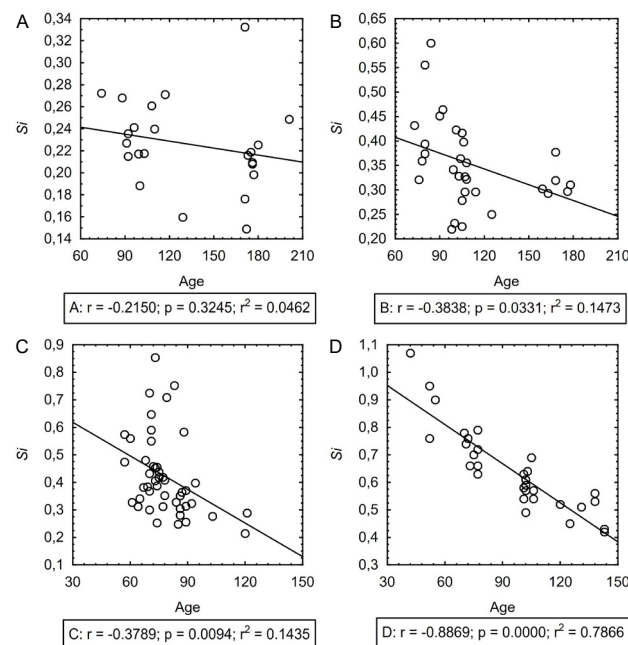 A
0,34
0,32
0,30
0,28
0,26
0,24
0,22
0,20
0,18
0,16
0,14
Si
60 90 120 150 180 210
Age
A: r = -0.2150; p = 0.3245; r² = 0.0462
B
0,65
0,60
0,55
0,50
0,45
0,40
0,35
0,30
0,25
0,20
Si
60 90 120 150 180 210
Age
B: r = -0.3838; p = 0.0331; r² = 0.1473
C
0,9
0,8
0,7
0,6
0,5
0,4
0,3
0,2
0,1
Si
30 60 90 120 150
Age
C: r = -0.3789; p = 0.0094; r² = 0.1435
D
1,1
1,0
0,9
0,8
0,7
0,6
0,5
0,4
0,3
Si
30 60 90 120 150
Age
D: r = -0.8869; p = 0.0000; r² = 0.7866